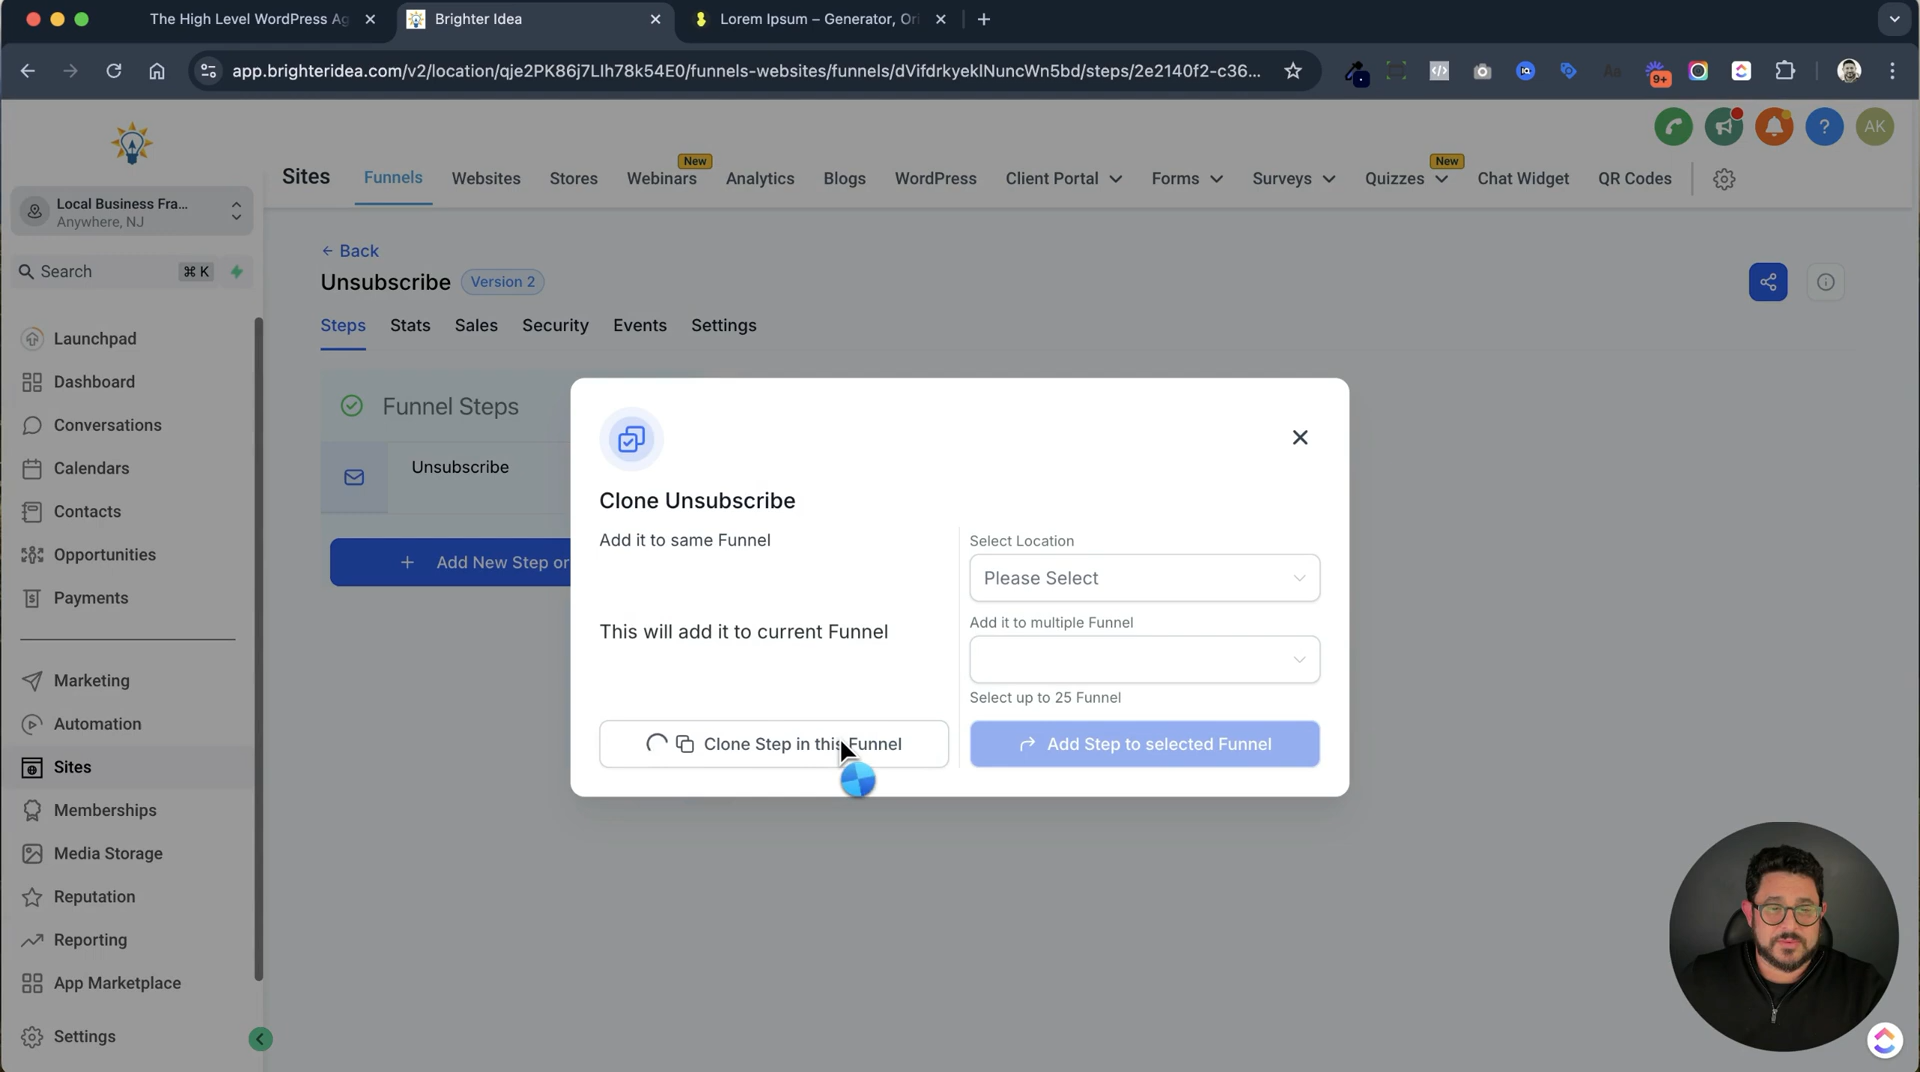 The High Level WordPress Ag
Brighter Idea
Lorem Ipsum – Generator, Ori
app.brighteridea.com/v2/location/qje2PK86j7LIh78k54E0/funnels-websites/funnels/dVifdrkyeklNuncWn5bd/steps/2e2140f2-c36...
9+
Local Business Fra...
Anywhere, NJ
Search
⌘ K
Launchpad
Dashboard
Conversations
Calendars
Contacts
Opportunities
Payments
Marketing
Automation
Sites
Memberships
Media Storage
Reputation
Reporting
App Marketplace
Settings
AK
Sites
Funnels
Websites
Stores
New
Webinars
Analytics
Blogs
WordPress
Client Portal
Forms
Surveys
New
Quizzes
Chat Widget
QR Codes
← Back
Unsubscribe
Version 2
Steps
Stats
Sales
Security
Events
Settings
Funnel Steps
Unsubscribe
+ Add New Step or
Clone Unsubscribe
Add it to same Funnel
This will add it to current Funnel
Clone Step in this Funnel
Select Location
Please Select
Add it to multiple Funnel
Select up to 25 Funnel
Add Step to selected Funnel